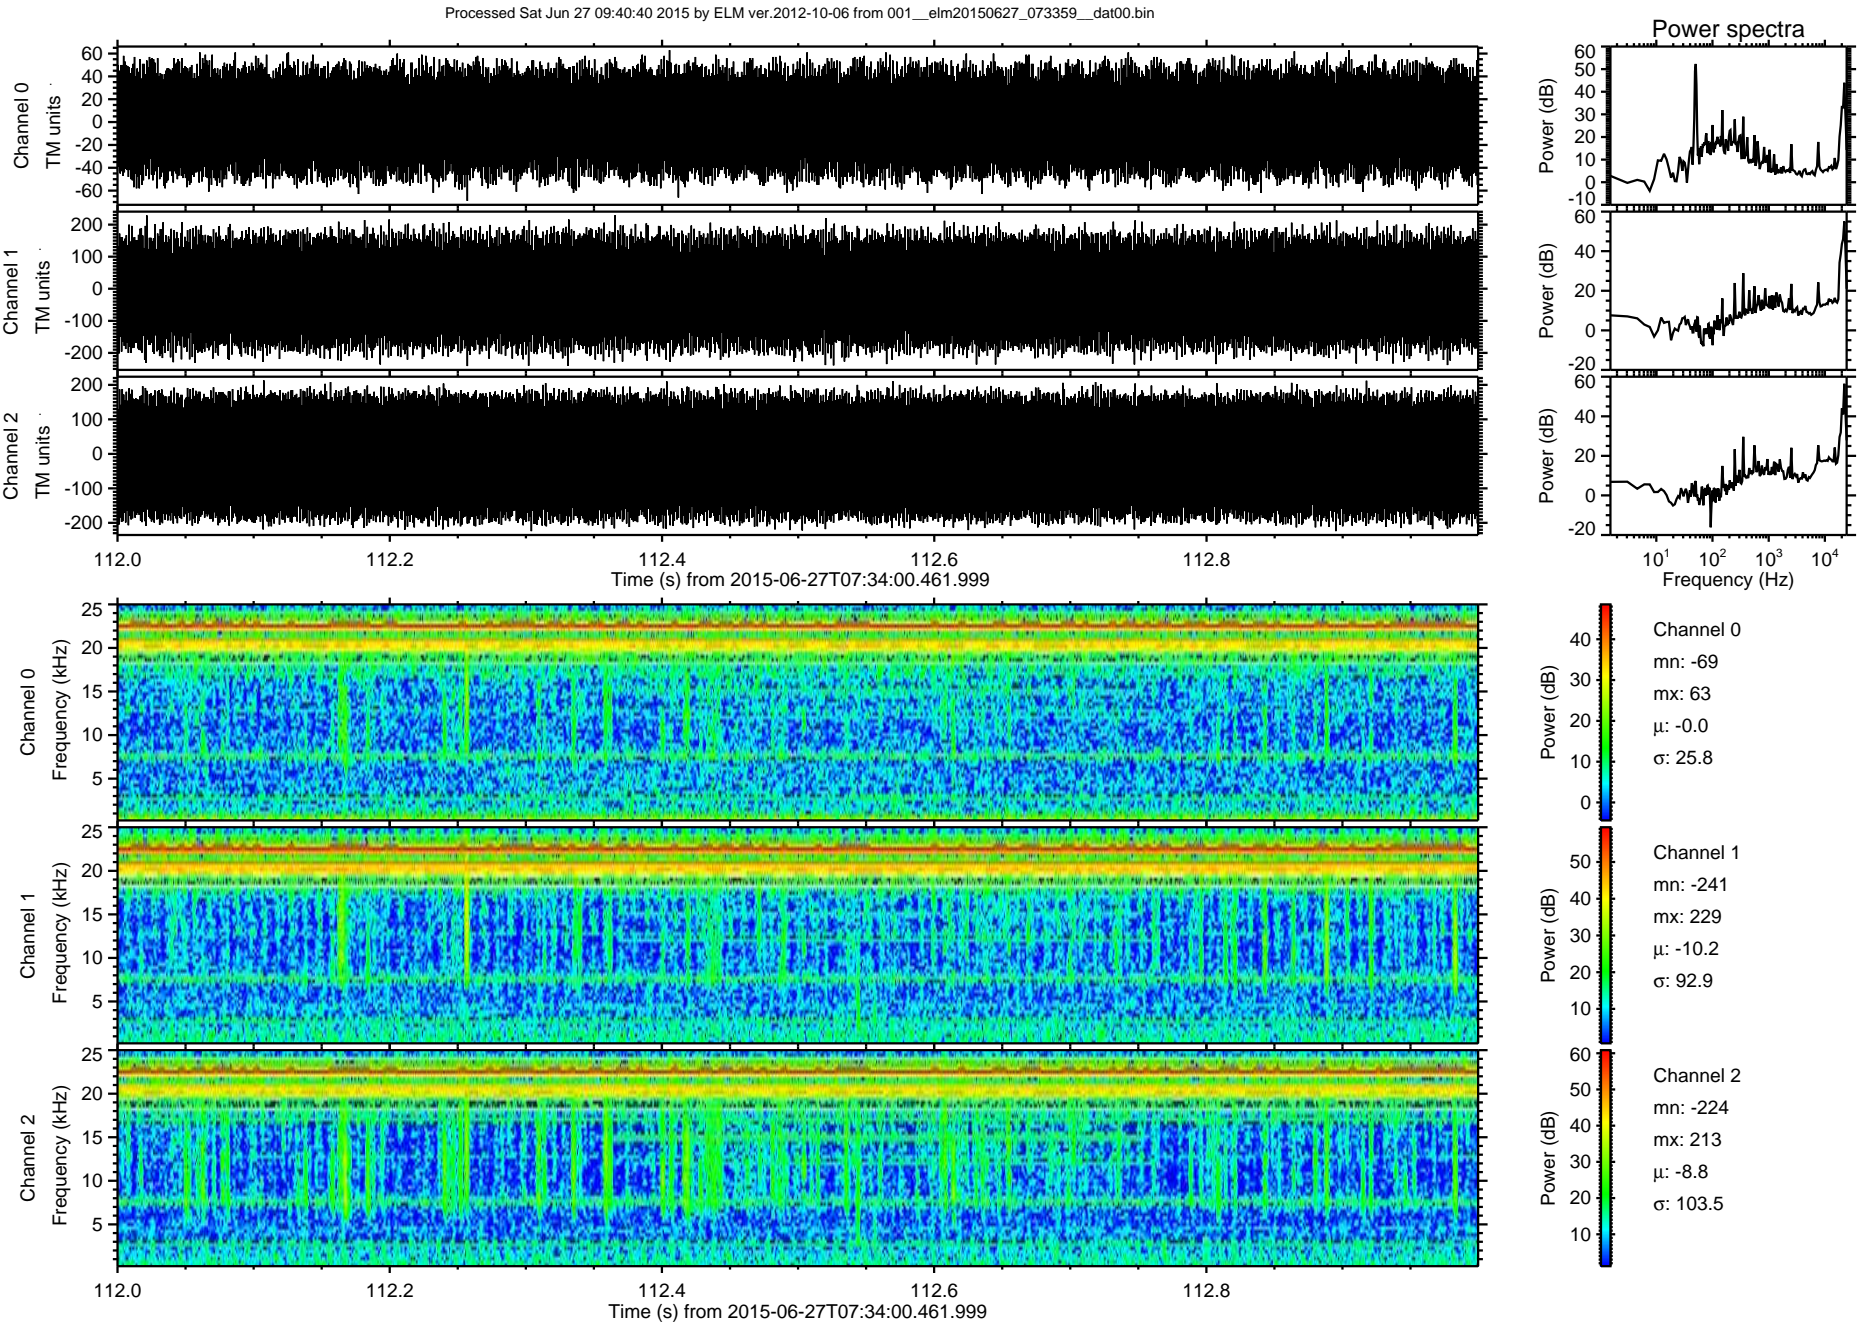 Processed Sat Jun 27 09:40:40 2015 by ELM ver.2012-10-06 from 001__elm20150627_073359__dat00.bin
Power spectra
Channel 0
TM units
60
40
20
0
-20
-40
-60
Power (dB)
60
50
40
30
20
10
0
-10
Channel 1
TM units
200
100
0
-100
-200
Power (dB)
60
40
20
0
-20
Channel 2
TM units
200
100
0
-100
-200
Power (dB)
60
40
20
0
-20
112.0 112.2 112.4 112.6 112.8
Time (s) from 2015-06-27T07:34:00.461.999
10¹ 10² 10³ 10⁴
Frequency (Hz)
Channel 0
Frequency (kHz)
25
20
15
10
5
Power (dB)
40
30
20
10
0
Channel 0
mn: -69
mx: 63
μ: -0.0
σ: 25.8
Channel 1
Frequency (kHz)
25
20
15
10
5
Power (dB)
50
40
30
20
10
Channel 1
mn: -241
mx: 229
μ: -10.2
σ: 92.9
Channel 2
Frequency (kHz)
25
20
15
10
5
Power (dB)
60
50
40
30
20
10
Channel 2
mn: -224
mx: 213
μ: -8.8
σ: 103.5
112.0 112.2 112.4 112.6 112.8
Time (s) from 2015-06-27T07:34:00.461.999